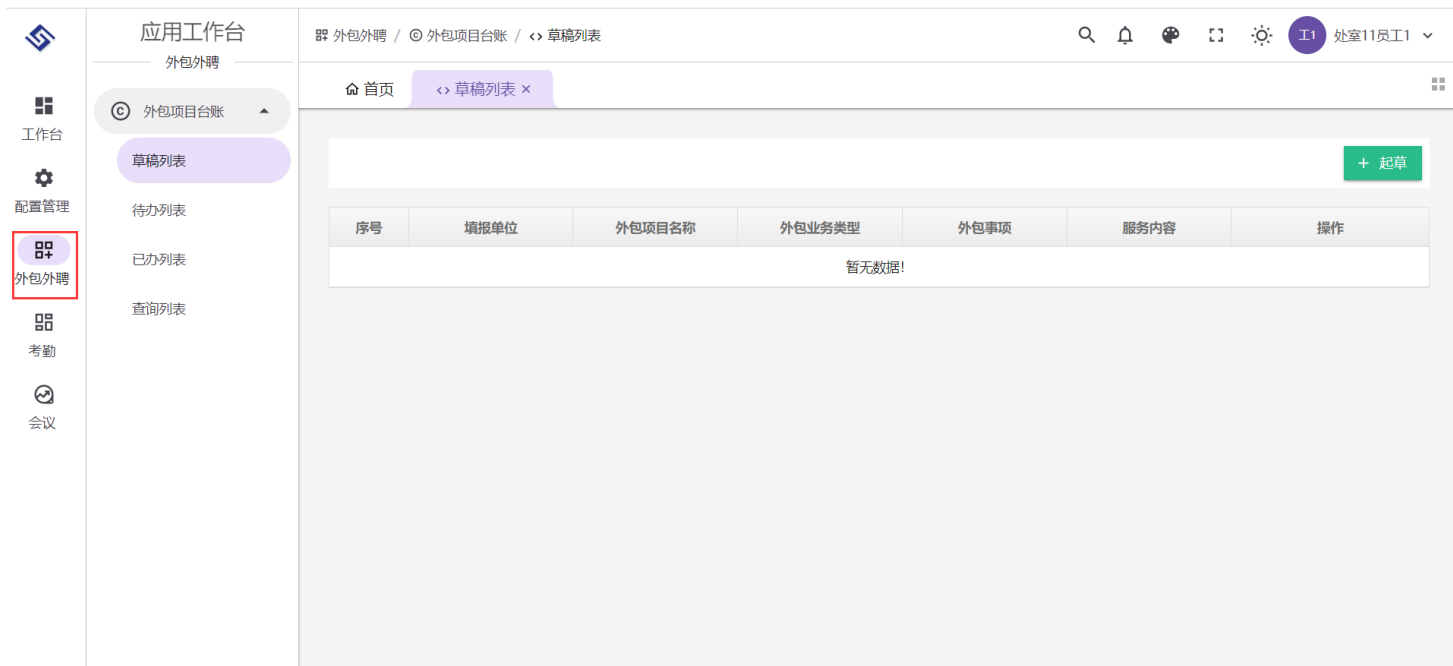 应用工作台
外包外聘
外包外聘 / 外包项目台账 / 草稿列表
工1 处室11员工1
首页 草稿列表 ×
工作台
配置管理
外包外聘
考勤
会议
外包项目台账
草稿列表
待办列表
已办列表
查询列表
+ 起草
序号 填报单位 外包项目名称 外包业务类型 外包事项 服务内容 操作
暂无数据!